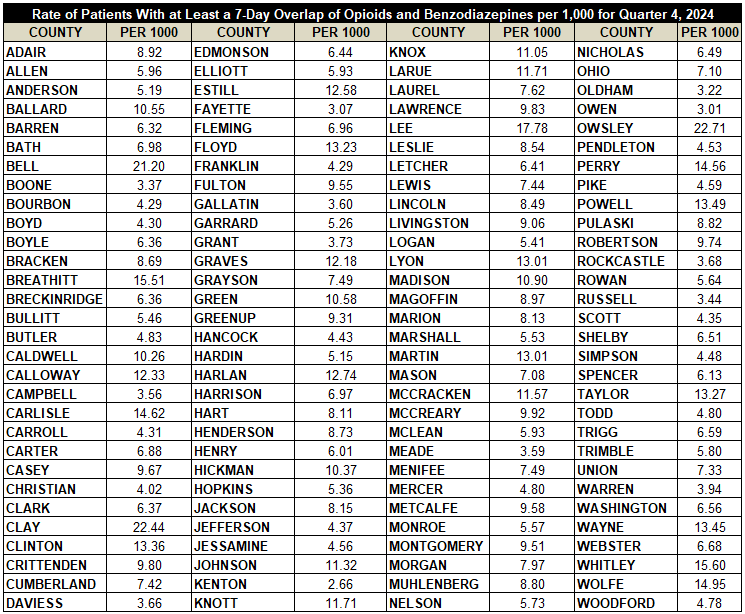 Rate of Patients With at Least a 7-Day Overlap of Opioids and Benzodiazepines per 1,000 for Quarter 4, 2024
COUNTY PER 1000 COUNTY PER 1000 COUNTY PER 1000 COUNTY PER 1000
ADAIR 8.92 EDMONSON 6.44 KNOX 11.05 NICHOLAS 6.49
ALLEN 5.96 ELLIOTT 5.93 LARUE 11.71 OHIO 7.10
ANDERSON 5.19 ESTILL 12.58 LAUREL 7.62 OLDHAM 3.22
BALLARD 10.55 FAYETTE 3.07 LAWRENCE 9.83 OWEN 3.01
BARREN 6.32 FLEMING 6.96 LEE 17.78 OWSLEY 22.71
BATH 6.98 FLOYD 13.23 LESLIE 8.54 PENDLETON 4.53
BELL 21.20 FRANKLIN 4.29 LETCHER 6.41 PERRY 14.56
BOONE 3.37 FULTON 9.55 LEWIS 7.44 PIKE 4.59
BOURBON 4.29 GALLATIN 3.60 LINCOLN 8.49 POWELL 13.49
BOYD 4.30 GARRARD 5.26 LIVINGSTON 9.06 PULASKI 8.82
BOYLE 6.36 GRANT 3.73 LOGAN 5.41 ROBERTSON 9.74
BRACKEN 8.69 GRAVES 12.18 LYON 13.01 ROCKCASTLE 3.68
BREATHITT 15.51 GRAYSON 7.49 MADISON 10.90 ROWAN 5.64
BRECKINRIDGE 6.36 GREEN 10.58 MAGOFFIN 8.97 RUSSELL 3.44
BULLITT 5.46 GREENUP 9.31 MARION 8.13 SCOTT 4.35
BUTLER 4.83 HANCOCK 4.43 MARSHALL 5.53 SHELBY 6.51
CALDWELL 10.26 HARDIN 5.15 MARTIN 13.01 SIMPSON 4.48
CALLOWAY 12.33 HARLAN 12.74 MASON 7.08 SPENCER 6.13
CAMPBELL 3.56 HARRISON 6.97 MCCRACKEN 11.57 TAYLOR 13.27
CARLISLE 14.62 HART 8.11 MCCREARY 9.92 TODD 4.80
CARROLL 4.31 HENDERSON 8.73 MCLEAN 5.93 TRIGG 6.59
CARTER 6.88 HENRY 6.01 MEADE 3.59 TRIMBLE 5.80
CASEY 9.67 HICKMAN 10.37 MENIFEE 7.49 UNION 7.33
CHRISTIAN 4.02 HOPKINS 5.36 MERCER 4.80 WARREN 3.94
CLARK 6.37 JACKSON 8.15 METCALFE 9.58 WASHINGTON 6.56
CLAY 22.44 JEFFERSON 4.37 MONROE 5.57 WAYNE 13.45
CLINTON 13.36 JESSAMINE 4.56 MONTGOMERY 9.51 WEBSTER 6.68
CRITTENDEN 9.80 JOHNSON 11.32 MORGAN 7.97 WHITLEY 15.60
CUMBERLAND 7.42 KENTON 2.66 MUHLENBERG 8.80 WOLFE 14.95
DAVIESS 3.66 KNOTT 11.71 NELSON 5.73 WOODFORD 4.78